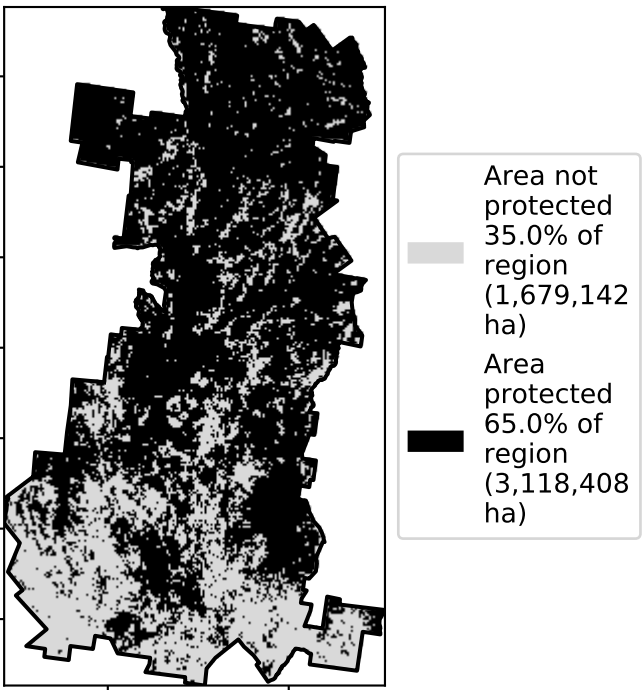 Area not
protected
35.0% of
region
(1,679,142
ha)
Area
protected
65.0% of
region
(3,118,408
ha)